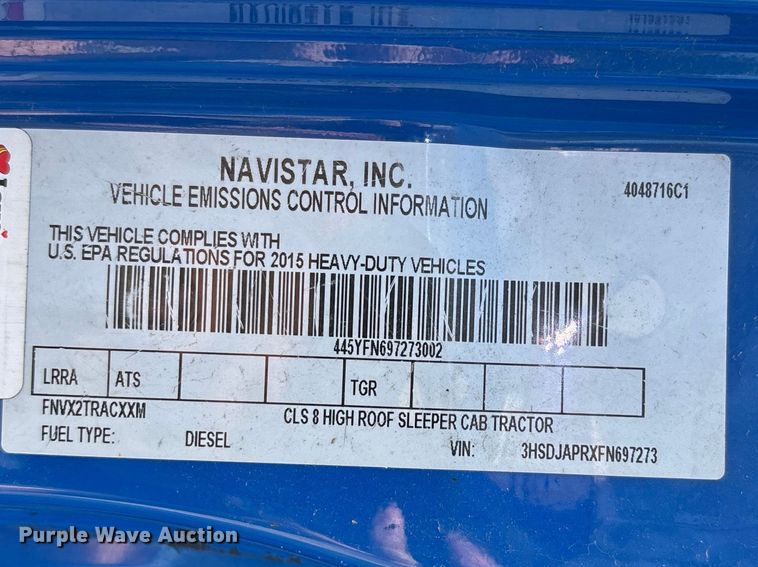 NAVISTAR, INC.
VEHICLE EMISSIONS CONTROL INFORMATION
4048716C1
THIS VEHICLE COMPLIES WITH
U.S. EPA REGULATIONS FOR 2015 HEAVY-DUTY VEHICLES
445YFN697273002
LRRA ATS TGR
FNVX2TRACXXM CLS 8 HIGH ROOF SLEEPER CAB TRACTOR
FUEL TYPE: DIESEL VIN: 3HSDJAPRXFN697273
Purple Wave Auction